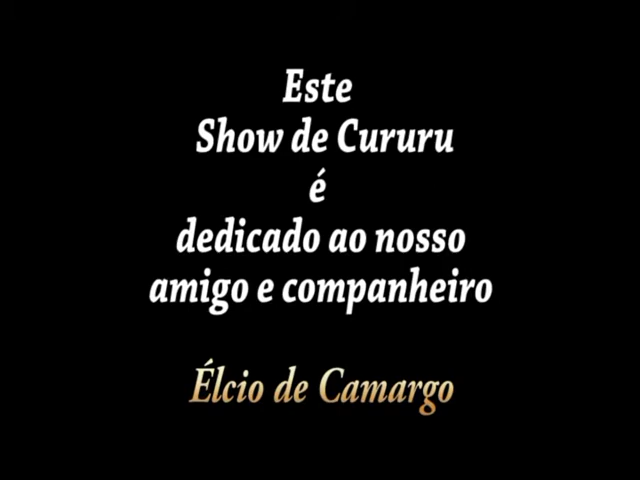 Este
Show de Cururu
é
dedicado ao nosso
amigo e companheiro
Élcio de Camargo